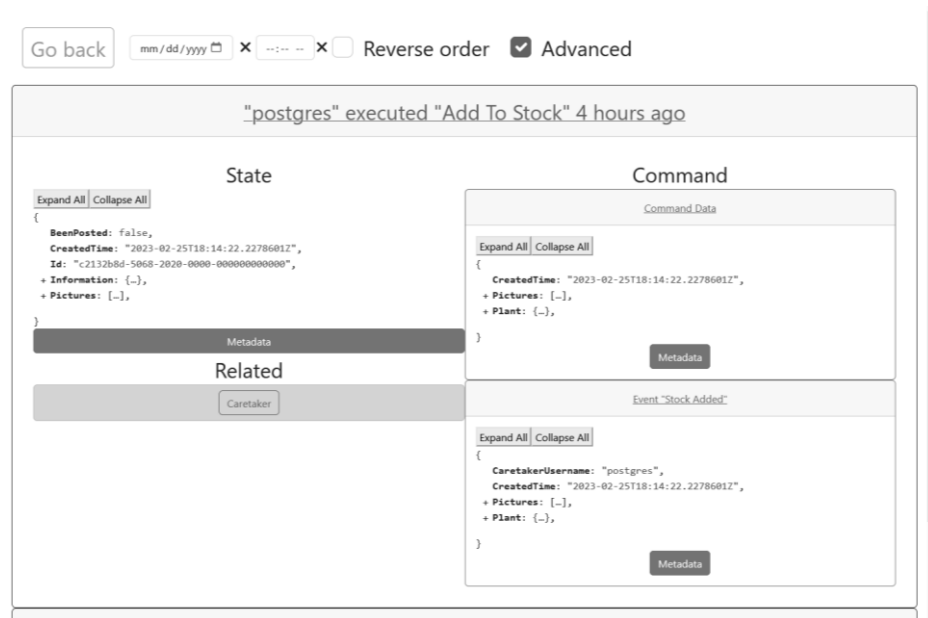 Go back mm/dd/yyyy × --:-- -- × Reverse order Advanced
"postgres" executed "Add To Stock" 4 hours ago
State
Expand All Collapse All
{
BeenPosted: false,
CreatedTime: "2023-02-25T18:14:22.2278601Z",
Id: "c2132b8d-5068-2020-0000-000000000000",
+ Information: {…},
+ Pictures: […],
}
Metadata
Related
Caretaker
Command
Command Data
Expand All Collapse All
{
CreatedTime: "2023-02-25T18:14:22.2278601Z",
+ Pictures: […],
+ Plant: {…},
}
Metadata
Event "Stock Added"
Expand All Collapse All
{
CaretakerUsername: "postgres",
CreatedTime: "2023-02-25T18:14:22.2278601Z",
+ Pictures: […],
+ Plant: {…},
}
Metadata